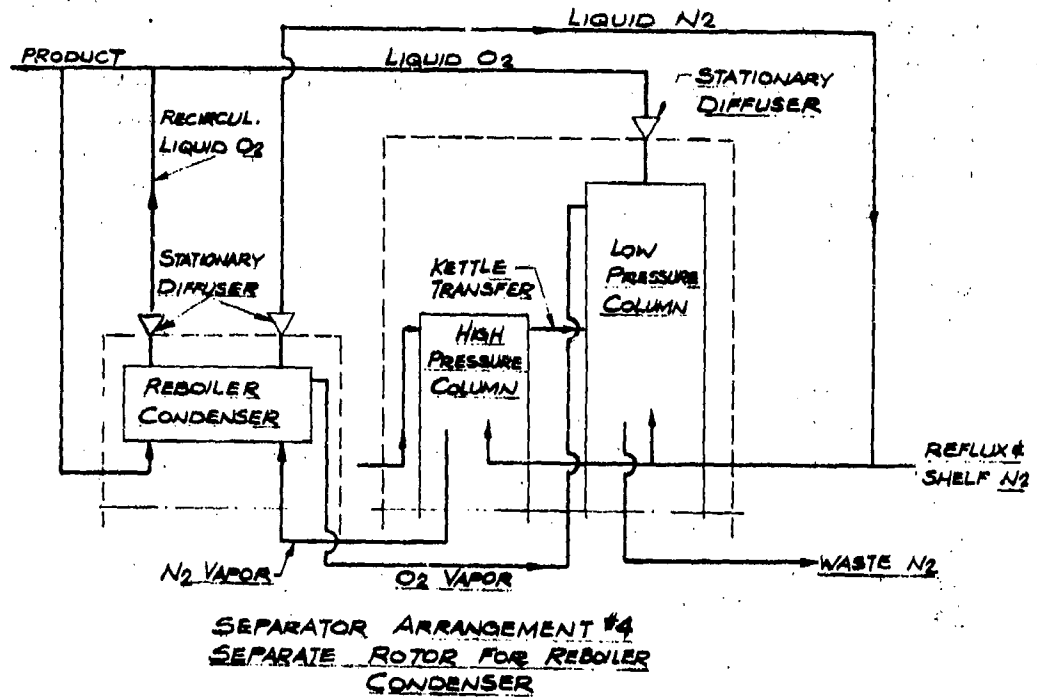 LIQUID N2
PRODUCT
LIQUID O2
STATIONARY
DIFFUSER
RECIRCUL.
LIQUID O2
STATIONARY
DIFFUSER
KETTLE
TRANSFER
LOW
PRESSURE
COLUMN
HIGH
PRESSURE
COLUMN
REBOILER
CONDENSER
REFLUX &
SHELF N2
N2 VAPOR
O2 VAPOR
WASTE N2
SEPARATOR ARRANGEMENT #4
SEPARATE ROTOR FOR REBOILER
CONDENSER